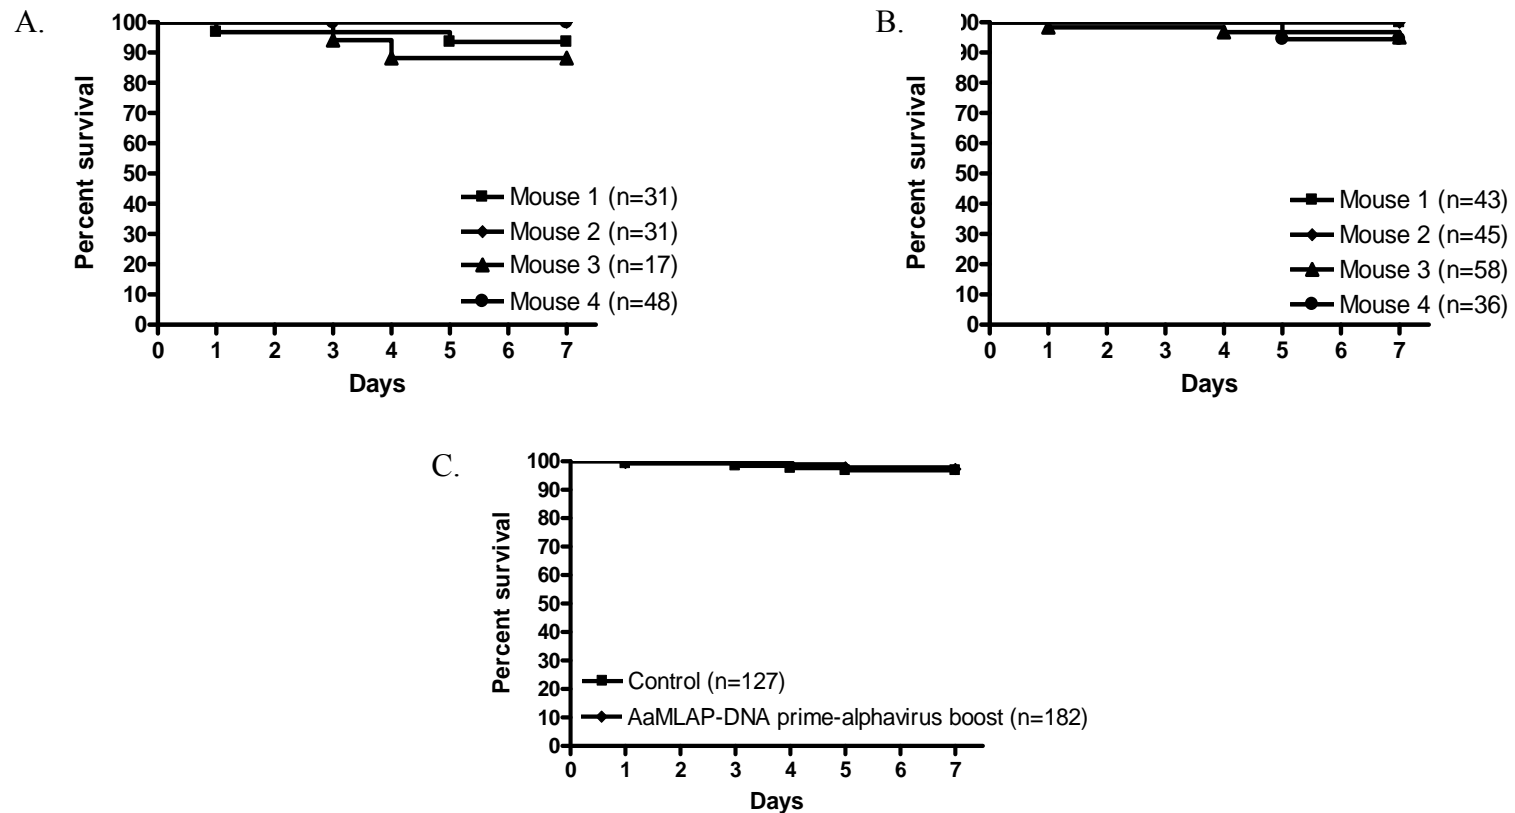 A.
100
90
80
70
60
50
40
30
20
10
0
Percent survival
Mouse 1 (n=31)
Mouse 2 (n=31)
Mouse 3 (n=17)
Mouse 4 (n=48)
0 1 2 3 4 5 6 7
Days
B.
00
90
80
70
60
50
40
30
20
10
0
Percent survival
Mouse 1 (n=43)
Mouse 2 (n=45)
Mouse 3 (n=58)
Mouse 4 (n=36)
0 1 2 3 4 5 6 7
Days
C.
100
90
80
70
60
50
40
30
20
10
0
Percent survival
Control (n=127)
AaMLAP-DNA prime-alphavirus boost (n=182)
0 1 2 3 4 5 6 7
Days